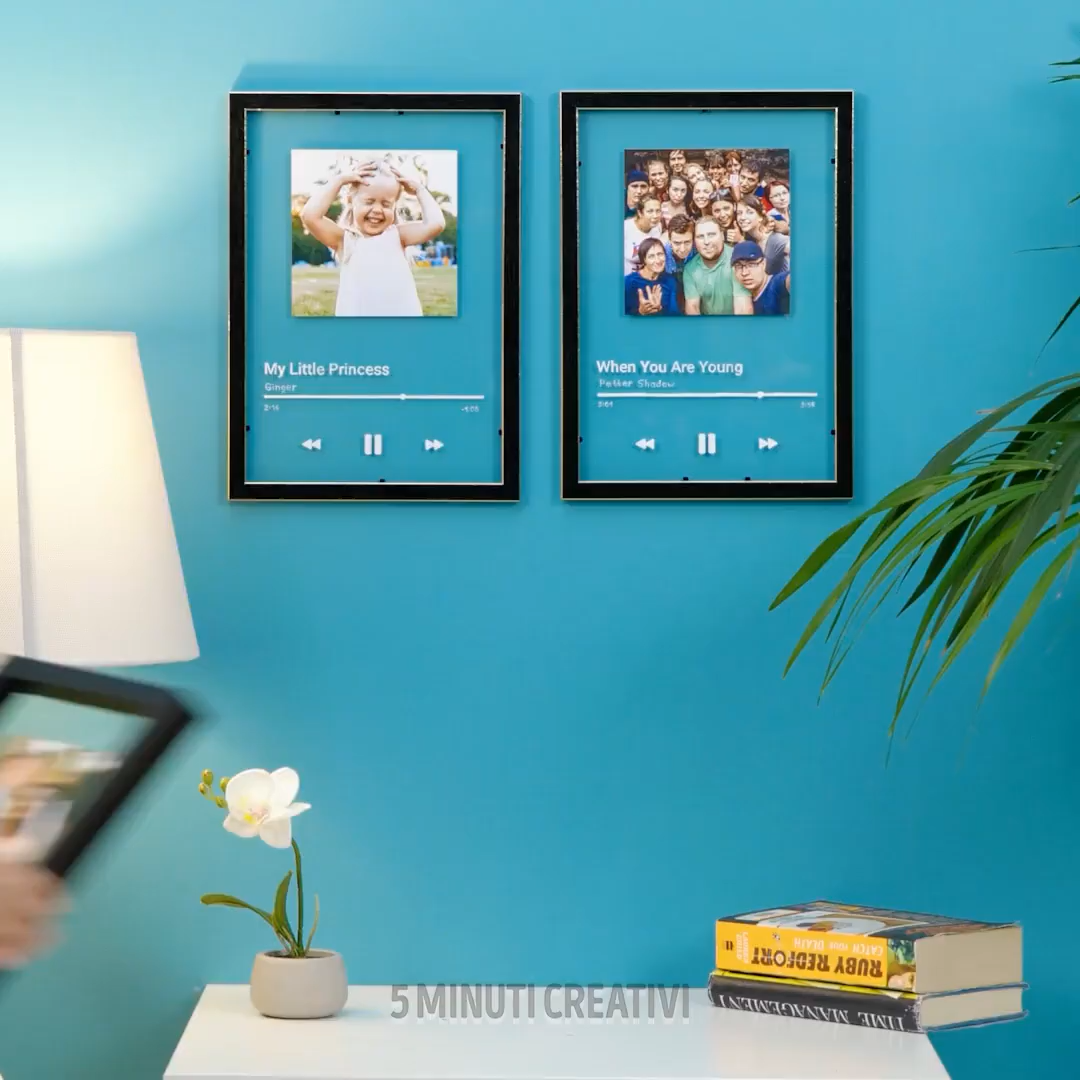 My Little Princess
Ginger
When You Are Young
Pether Shadow
RUBY REDFORT
CATCH YOUR DEATH
TIME MANAGEMENT
5 MINUTI CREATIVI